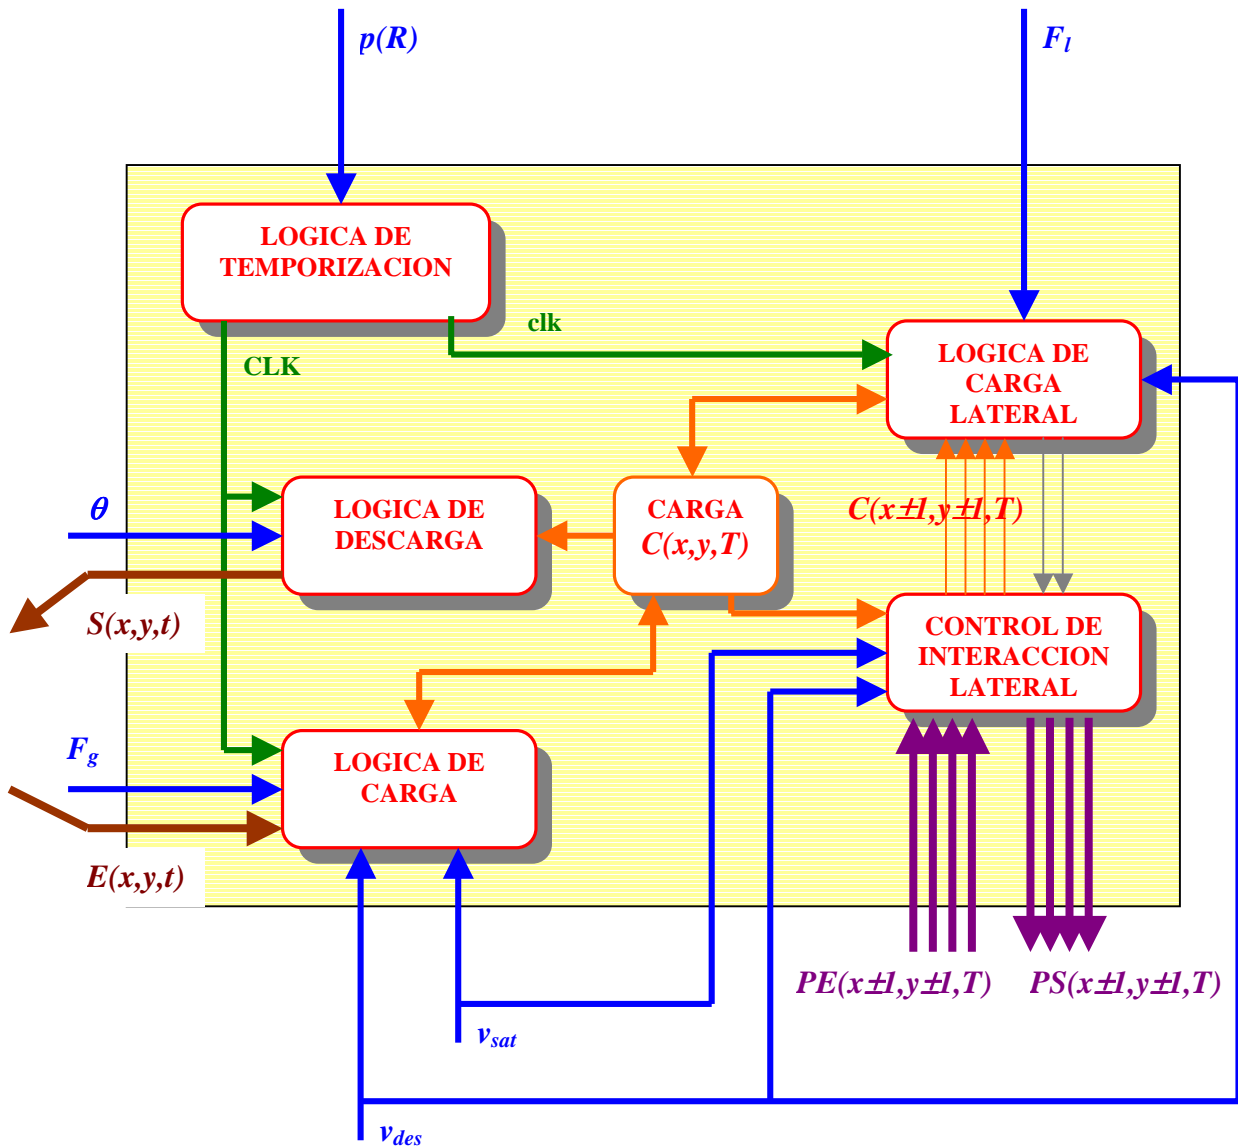 p(R)
F_l
LOGICA DE
TEMPORIZACION
clk
CLK
LOGICA DE
CARGA
LATERAL
θ
LOGICA DE
DESCARGA
CARGA
C(x,y,T)
C(x±1,y±1,T)
S(x,y,t)
CONTROL DE
INTERACCION
LATERAL
F_g
LOGICA DE
CARGA
E(x,y,t)
PE(x±1,y±1,T)
PS(x±1,y±1,T)
v_sat
v_des